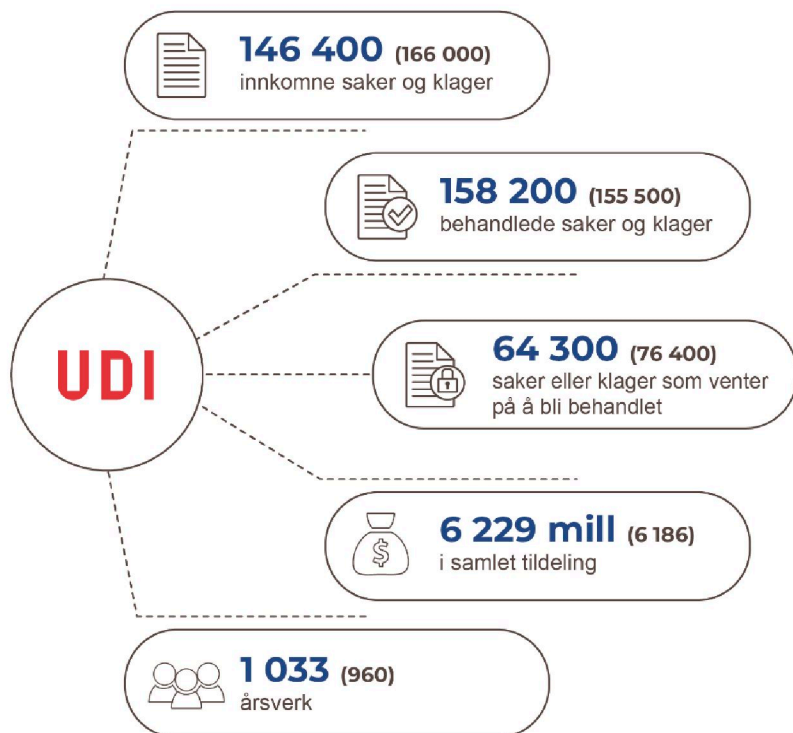 146 400 (166 000)
innkomne saker og klager
158 200 (155 500)
behandlede saker og klager
UDI
64 300 (76 400)
saker eller klager som venter
på å bli behandlet
$
6 229 mill (6 186)
i samlet tildeling
1 033 (960)
årsverk